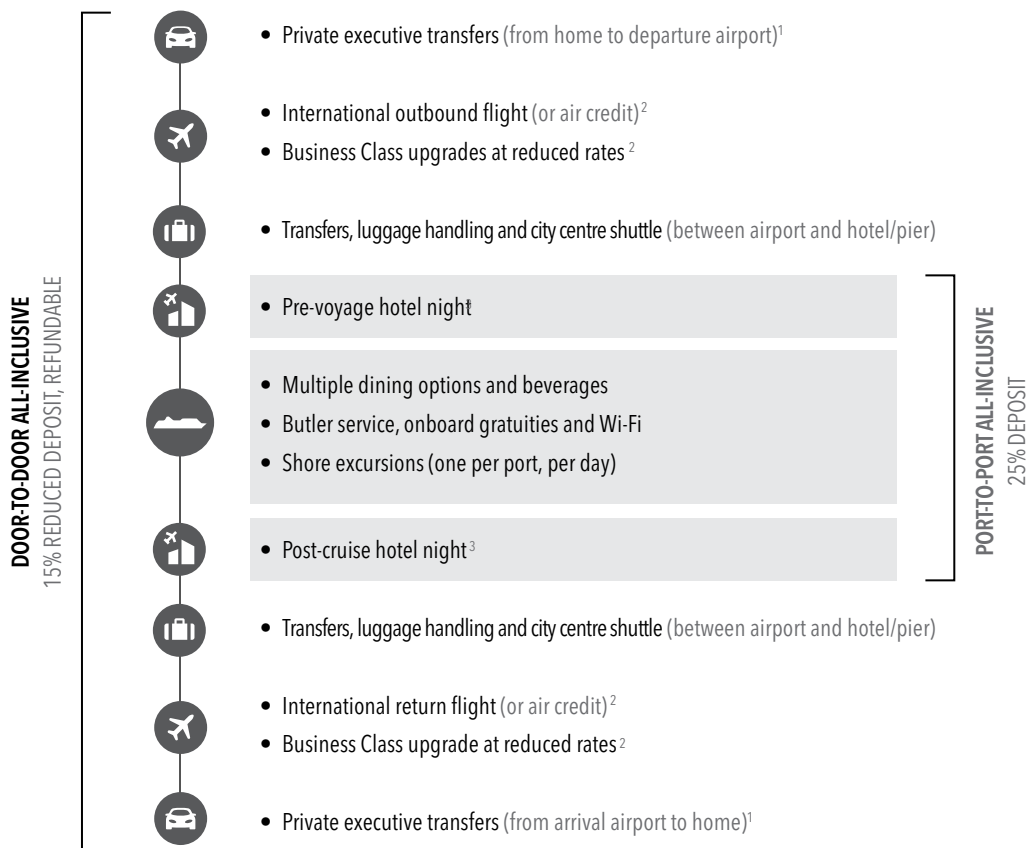 • Private executive transfers (from home to departure airport)¹
• International outbound flight (or air credit)²
• Business Class upgrades at reduced rates ²
• Transfers, luggage handling and city centre shuttle (between airport and hotel/pier)
DOOR-TO-DOOR ALL-INCLUSIVE
15% REDUCED DEPOSIT, REFUNDABLE
• Pre-voyage hotel night
• Multiple dining options and beverages
• Butler service, onboard gratuities and Wi-Fi
• Shore excursions (one per port, per day)
• Post-cruise hotel night ³
PORT-TO-PORT ALL-INCLUSIVE
25% DEPOSIT
• Transfers, luggage handling and city centre shuttle (between airport and hotel/pier)
• International return flight (or air credit)²
• Business Class upgrade at reduced rates ²
• Private executive transfers (from arrival airport to home)¹